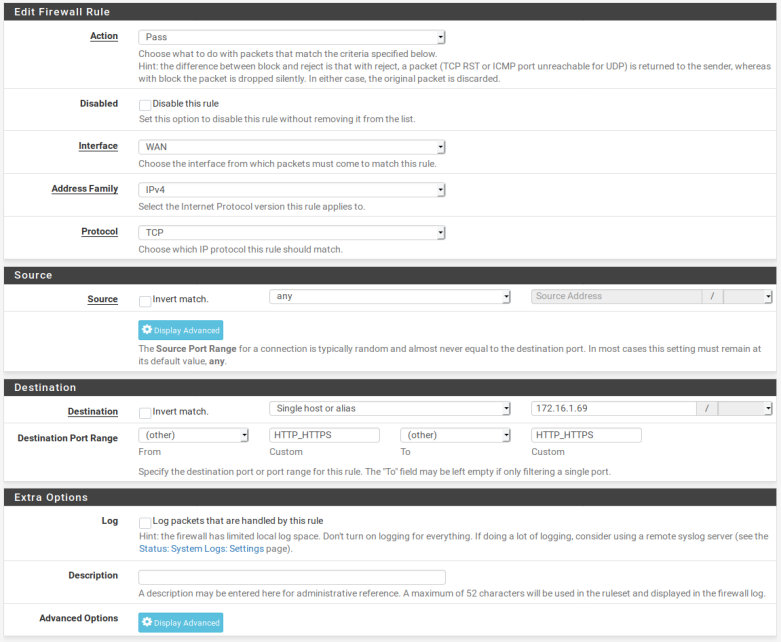 Edit Firewall Rule
Action
Pass
Choose what to do with packets that match the criteria specified below.
Hint: the difference between block and reject is that with reject, a packet (TCP RST or ICMP port unreachable for UDP) is returned to the sender, whereas
with block the packet is dropped silently. In either case, the original packet is discarded.
Disabled
Disable this rule
Set this option to disable this rule without removing it from the list.
Interface
WAN
Choose the interface from which packets must come to match this rule.
Address Family
IPv4
Select the Internet Protocol version this rule applies to.
Protocol
TCP
Choose which IP protocol this rule should match.
Source
Source
Invert match.
any
Source Address
/
Display Advanced
The Source Port Range for a connection is typically random and almost never equal to the destination port. In most cases this setting must remain at
its default value, any.
Destination
Destination
Invert match.
Single host or alias
172.16.1.69
/
Destination Port Range
(other)
HTTP_HTTPS
(other)
HTTP_HTTPS
From
Custom
To
Custom
Specify the destination port or port range for this rule. The "To" field may be left empty if only filtering a single port.
Extra Options
Log
Log packets that are handled by this rule
Hint: the firewall has limited local log space. Don't turn on logging for everything. If doing a lot of logging, consider using a remote syslog server (see the
Status: System Logs: Settings page).
Description
A description may be entered here for administrative reference. A maximum of 52 characters will be used in the ruleset and displayed in the firewall log.
Advanced Options
Display Advanced